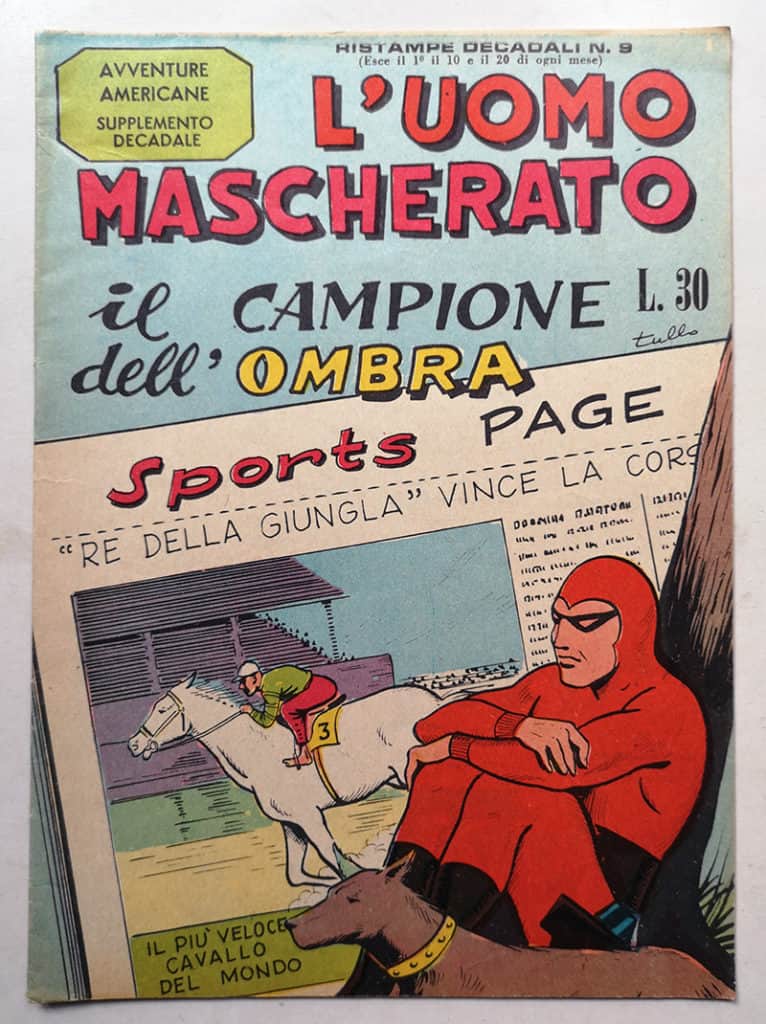 RISTAMPE DECADALI N. 9
(Esce il 1º il 10 e il 20 di ogni mese)
AVVENTURE
AMERICANE
SUPPLEMENTO
DECADALE
L'UOMO
MASCHERATO
il CAMPIONE
dell'OMBRA
L. 30
tullo
Sports PAGE
"RE DELLA GIUNGLA" VINCE LA CORS
3
IL PIU' VELOCE
CAVALLO
DEL MONDO